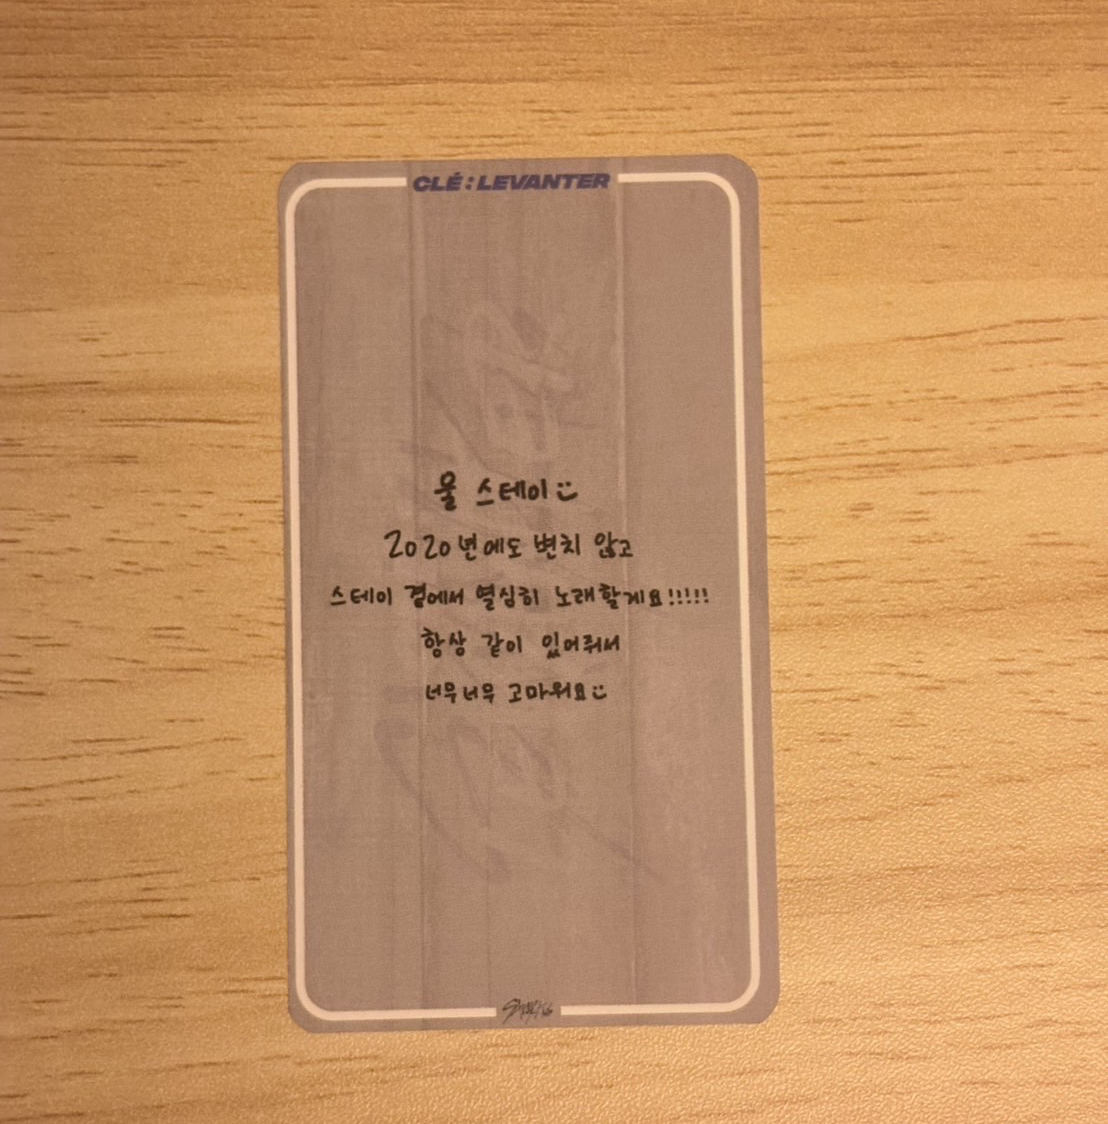 CLÉ : LEVANTER
울 스테이 :)
2020년에도 변치 않고
스테이 곁에서 열심히 노래할게요!!!!!
항상 같이 있어줘서
너무너무 고마워요 :)